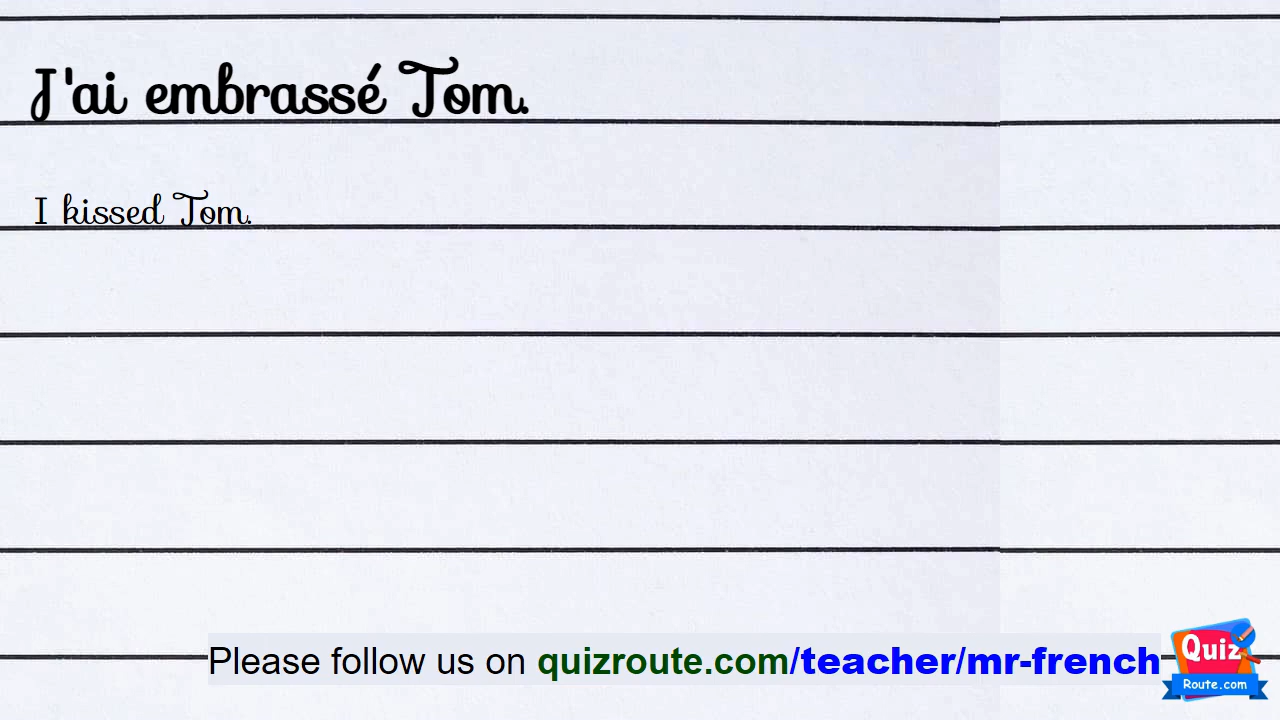 J'ai embrassé Tom.
I kissed Tom.
Please follow us on quizroute.com/teacher/mr-french
Quiz
Route.com